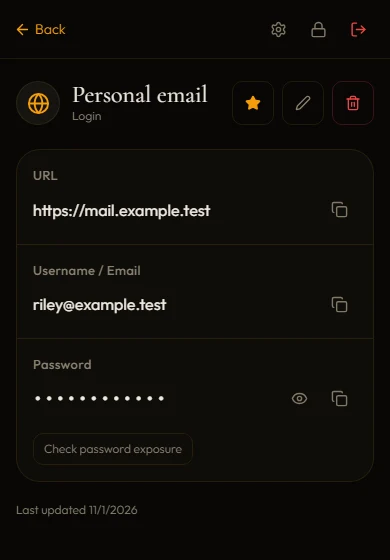 Back
Personal email
Login
URL
https://mail.example.test
Username / Email
riley@example.test
Password
••••••••••••
Check password exposure
Last updated 11/1/2026